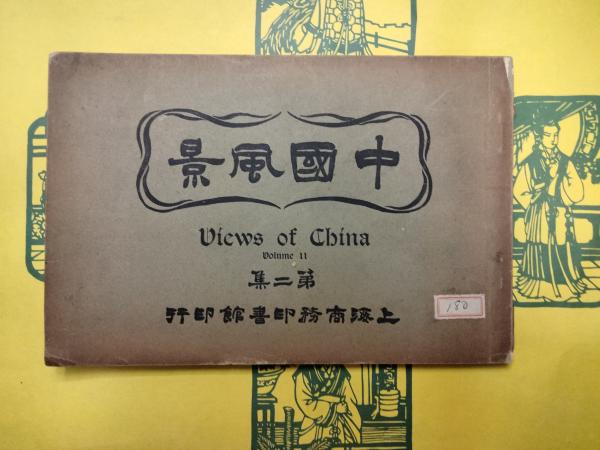 中國風景
Views of China
Volume II
第二集
上海商務印書館印行
180